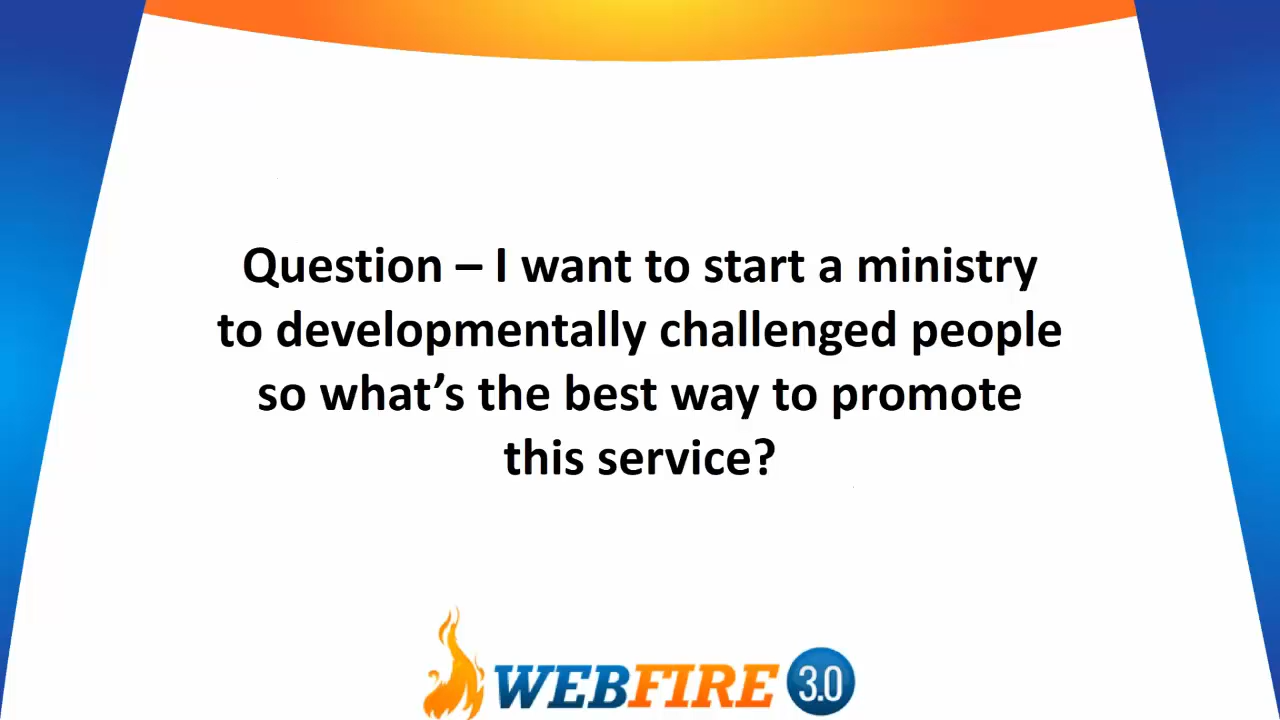 Question – I want to start a ministry
to developmentally challenged people
so what’s the best way to promote
this service?
WEBFIRE 3.0